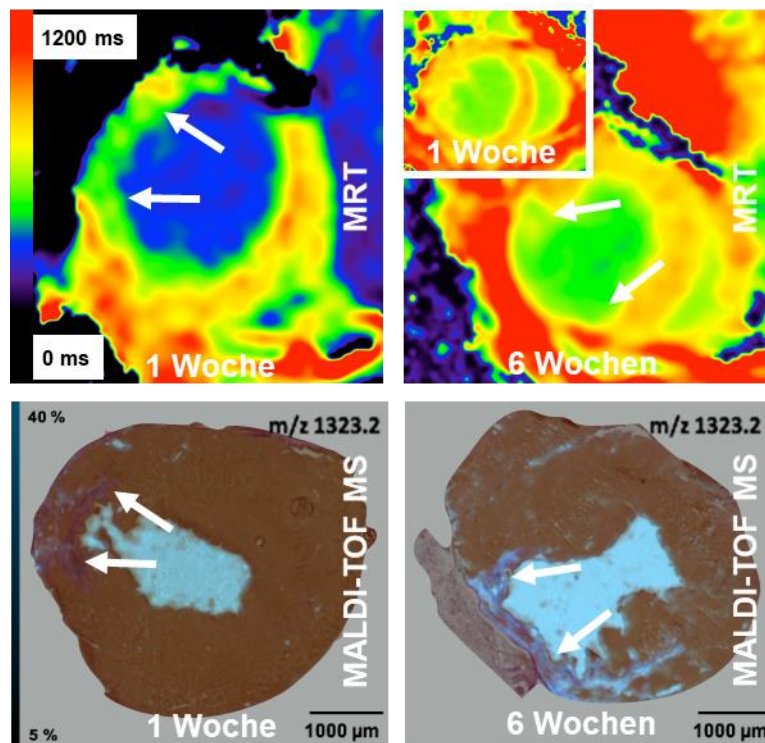 1200 ms
MRT
0 ms
1 Woche
1 Woche
MRT
6 Wochen
40 %
m/z 1323.2
MALDI-TOF MS
5 %
1 Woche
1000 µm
m/z 1323.2
MALDI-TOF MS
6 Wochen
1000 µm